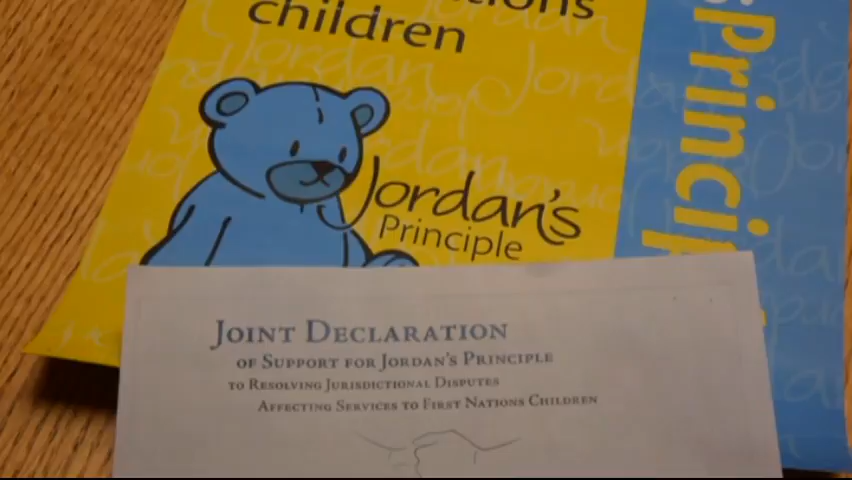 children
Jordan's
Principle
Principl
JOINT DECLARATION
OF SUPPORT FOR JORDAN'S PRINCIPLE
TO RESOLVING JURISDICTIONAL DISPUTES
AFFECTING SERVICES TO FIRST NATIONS CHILDREN